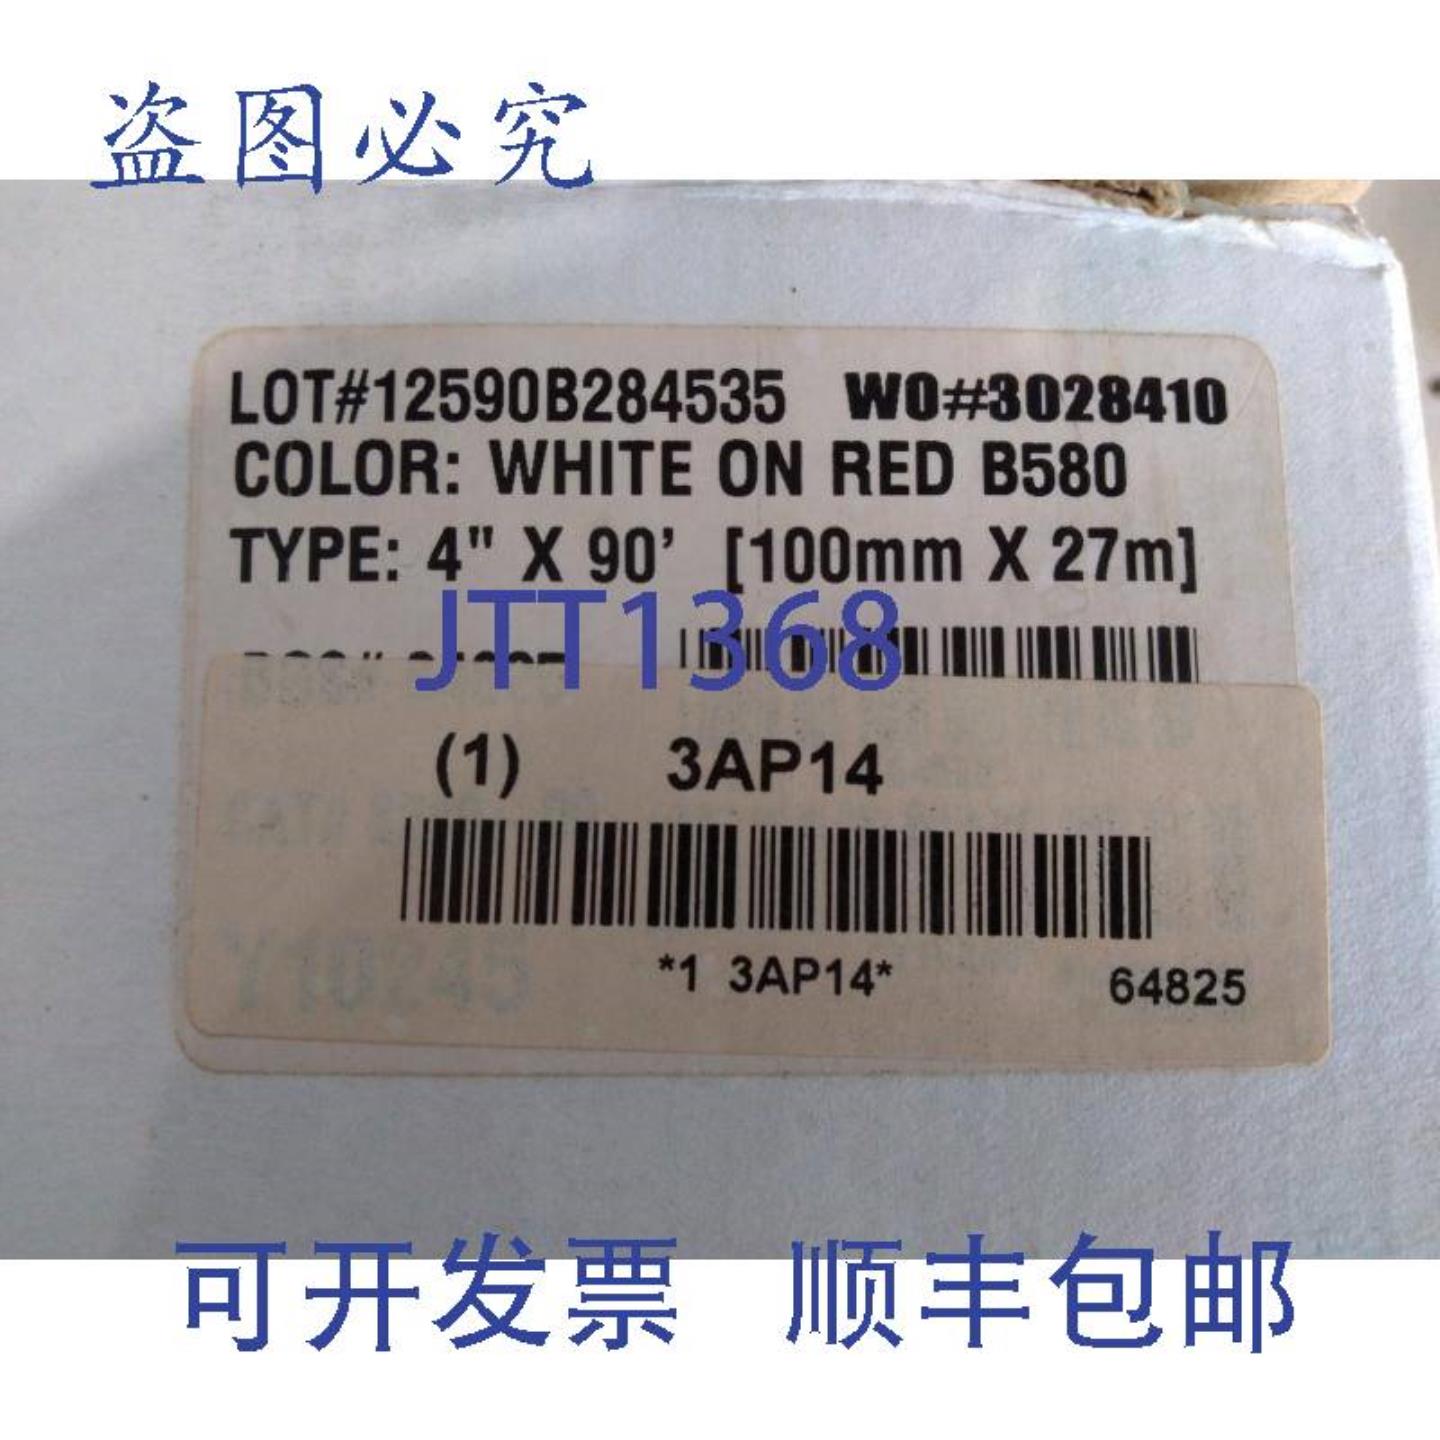 盗图必究
LOT#12590B284535 WO#3028410
COLOR: WHITE ON RED B580
TYPE: 4" X 90' [100mm X 27m]
JTT1368
(1) 3AP14
*1 3AP14* 64825
可开发票 顺丰包邮